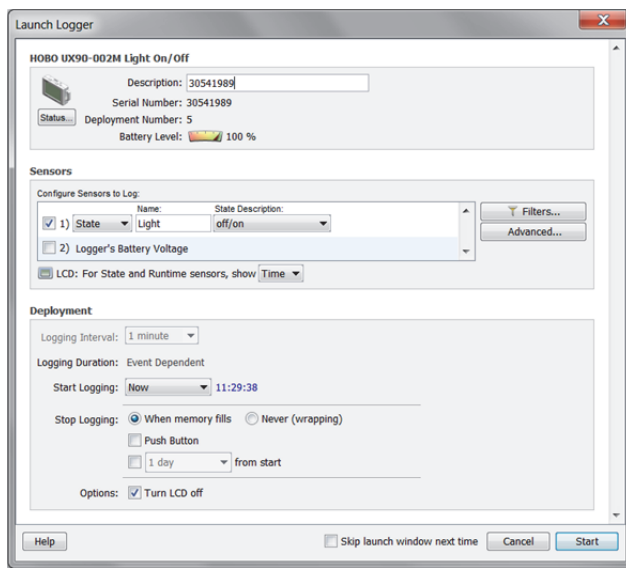 Launch Logger
HOBO UX90-002M Light On/Off
Description: 30541989
Serial Number: 30541989
Status... Deployment Number: 5
Battery Level: 100 %
Sensors
Configure Sensors to Log:
Name: State Description:
1) State Light off/on
Filters...
Advanced...
2) Logger's Battery Voltage
LCD: For State and Runtime sensors, show Time
Deployment
Logging Interval: 1 minute
Logging Duration: Event Dependent
Start Logging: Now 11:29:38
Stop Logging: When memory fills Never (wrapping)
Push Button
1 day from start
Options: Turn LCD off
Help Skip launch window next time Cancel Start